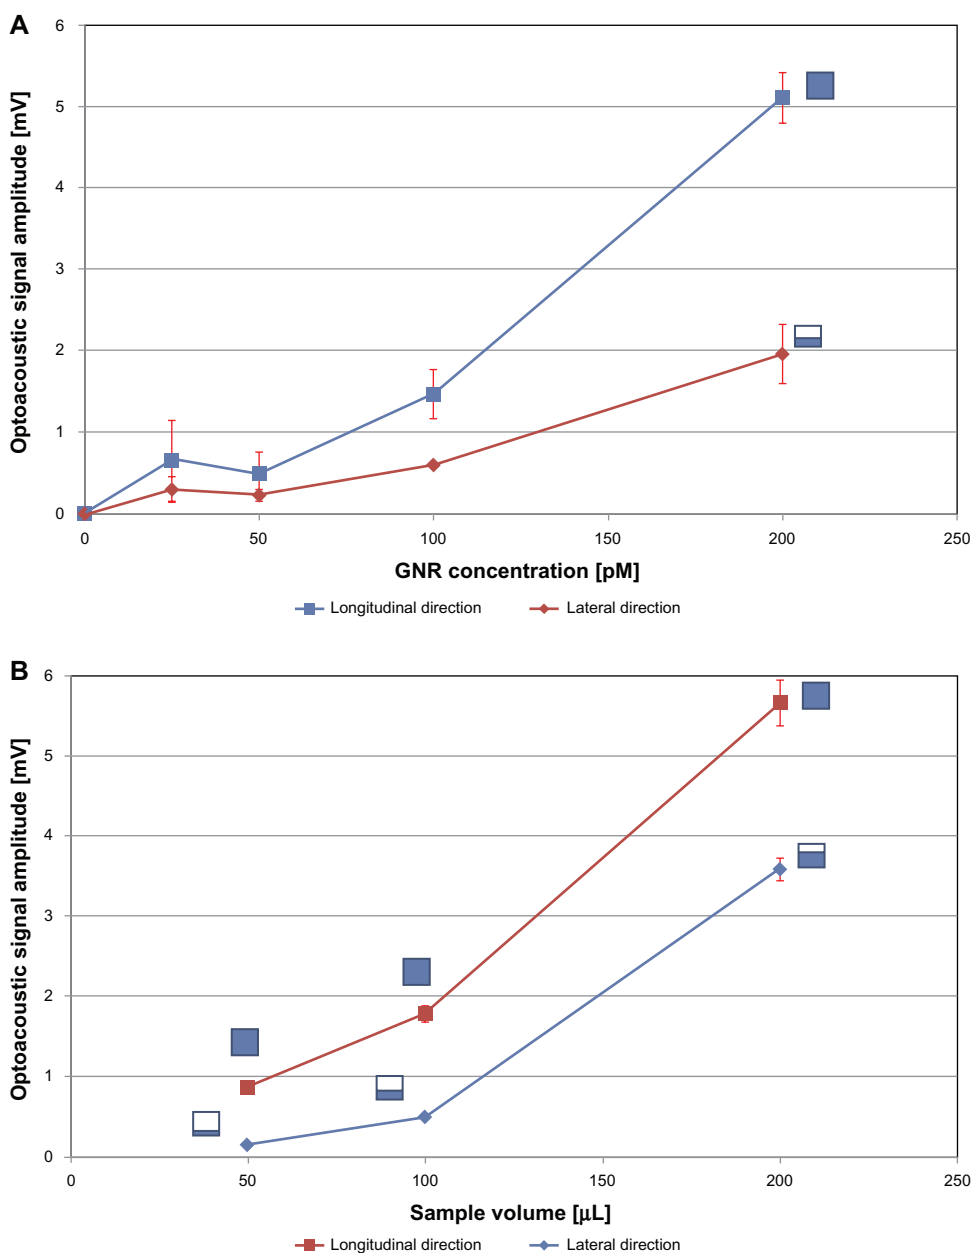 A
Optoacoustic signal amplitude [mV]
6
5
4
3
2
1
0
0 50 100 150 200 250
GNR concentration [pM]
Longitudinal direction Lateral direction
B
Optoacoustic signal amplitude [mV]
6
5
4
3
2
1
0
0 50 100 150 200 250
Sample volume [µL]
Longitudinal direction Lateral direction